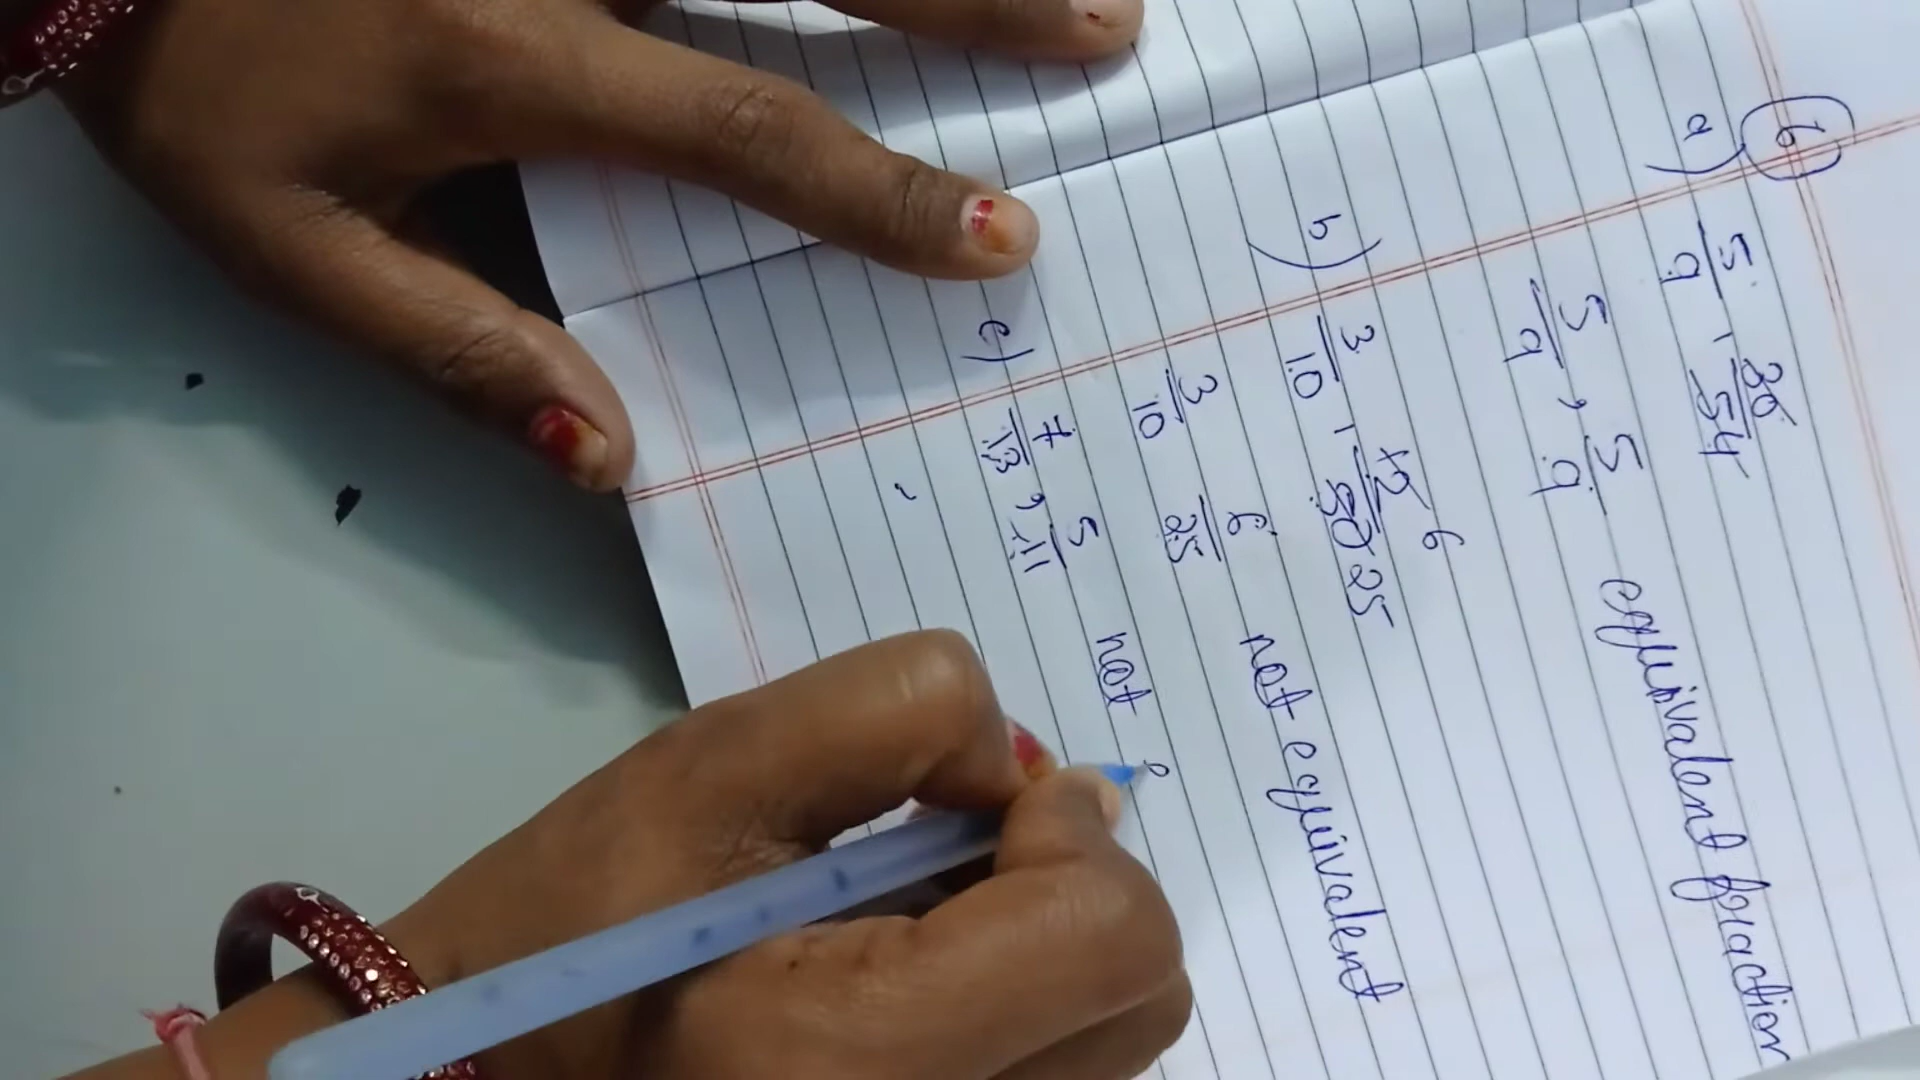 6)
a) 5/9 , 30/54
5/9 , 5/9 equivalent fraction
b) 3/10 , 12/50 6 25
3/10 6/25 not equivalent
c) 7/13 , 5/11 not e